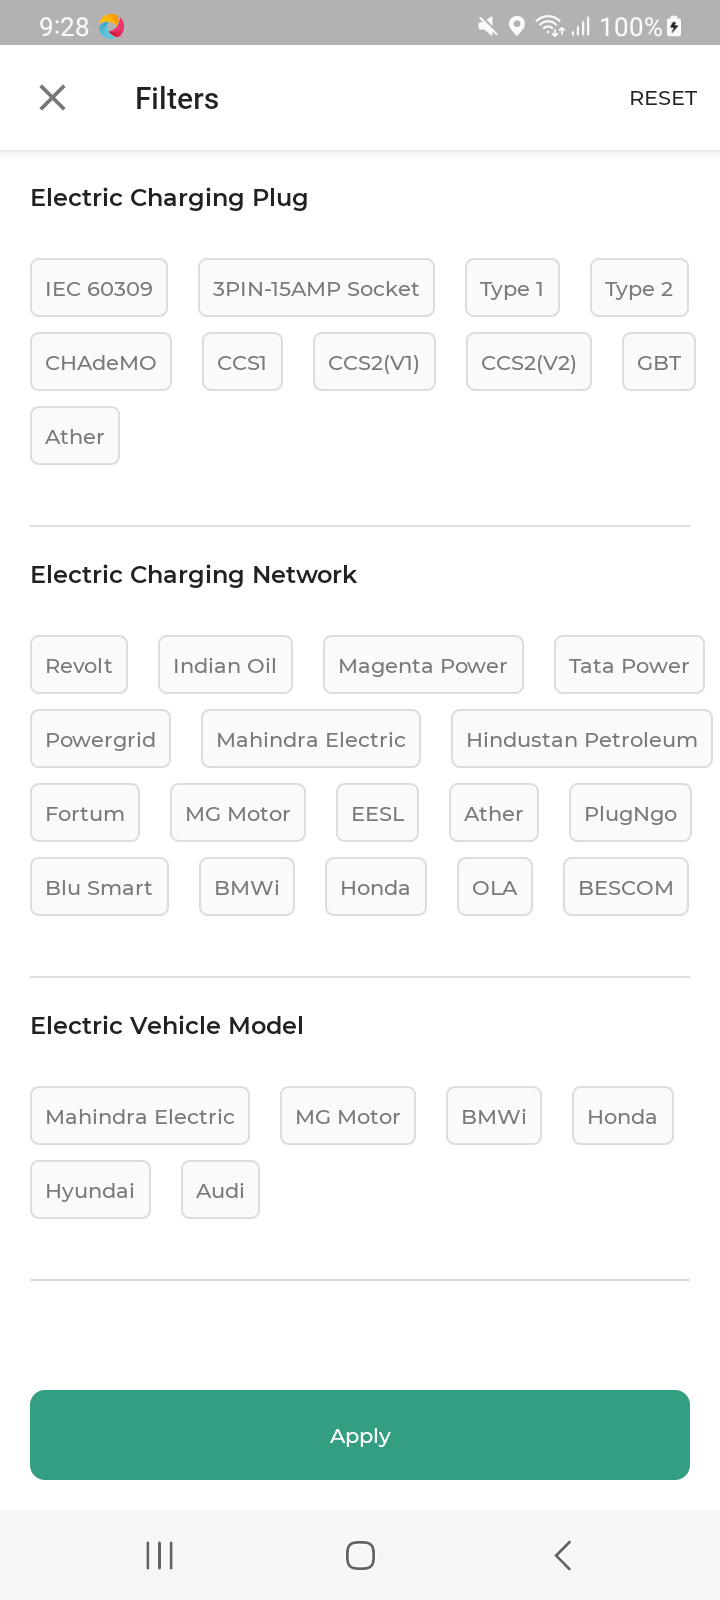 9:28 100%
Filters RESET
Electric Charging Plug
IEC 60309 3PIN-15AMP Socket Type 1 Type 2
CHAdeMO CCS1 CCS2(V1) CCS2(V2) GBT
Ather
Electric Charging Network
Revolt Indian Oil Magenta Power Tata Power
Powergrid Mahindra Electric Hindustan Petroleum
Fortum MG Motor EESL Ather PlugNgo
Blu Smart BMWi Honda OLA BESCOM
Electric Vehicle Model
Mahindra Electric MG Motor BMWi Honda
Hyundai Audi
Apply